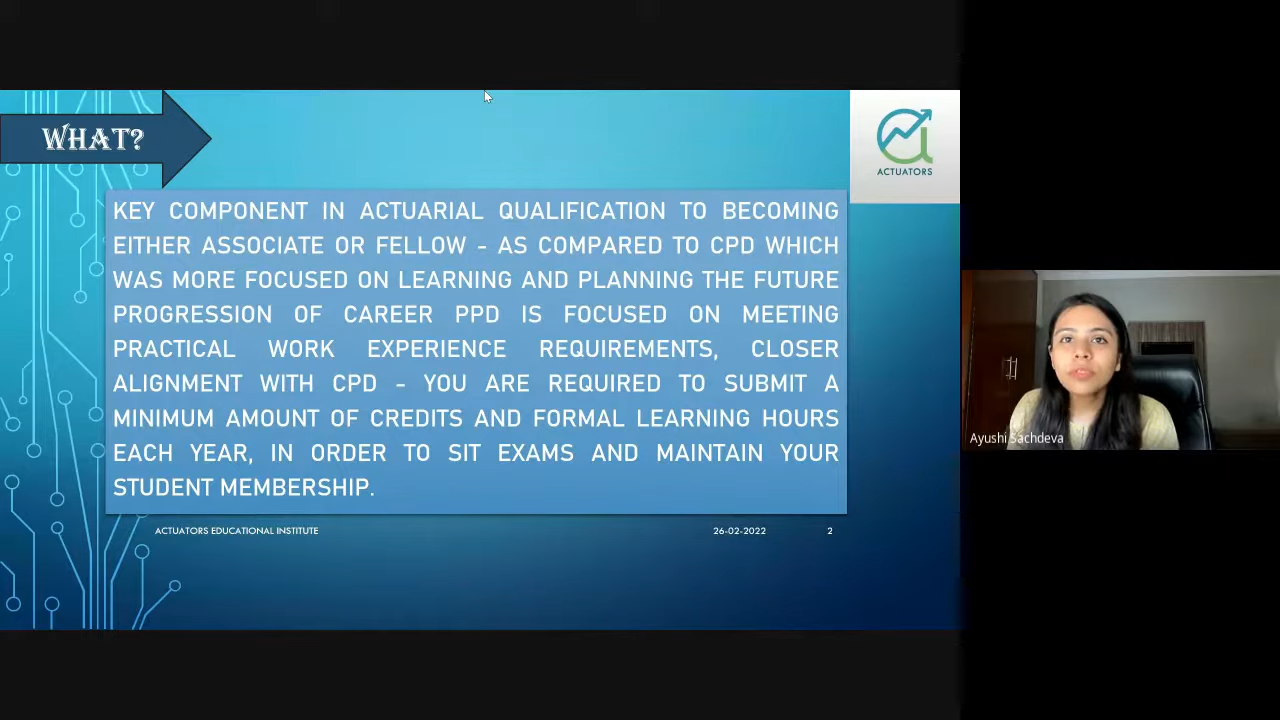 WHAT?
ACTUATORS
KEY COMPONENT IN ACTUARIAL QUALIFICATION TO BECOMING
EITHER ASSOCIATE OR FELLOW - AS COMPARED TO CPD WHICH
WAS MORE FOCUSED ON LEARNING AND PLANNING THE FUTURE
PROGRESSION OF CAREER PPD IS FOCUSED ON MEETING
PRACTICAL WORK EXPERIENCE REQUIREMENTS, CLOSER
ALIGNMENT WITH CPD - YOU ARE REQUIRED TO SUBMIT A
MINIMUM AMOUNT OF CREDITS AND FORMAL LEARNING HOURS
EACH YEAR, IN ORDER TO SIT EXAMS AND MAINTAIN YOUR
STUDENT MEMBERSHIP.
ACTUATORS EDUCATIONAL INSTITUTE 26-02-2022 2
Ayushi Sachdeva